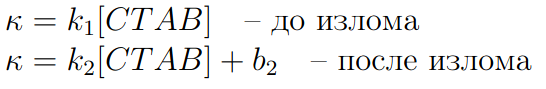 κ = k₁[CTAB] – до излома
κ = k₂[CTAB] + b₂ – после излома